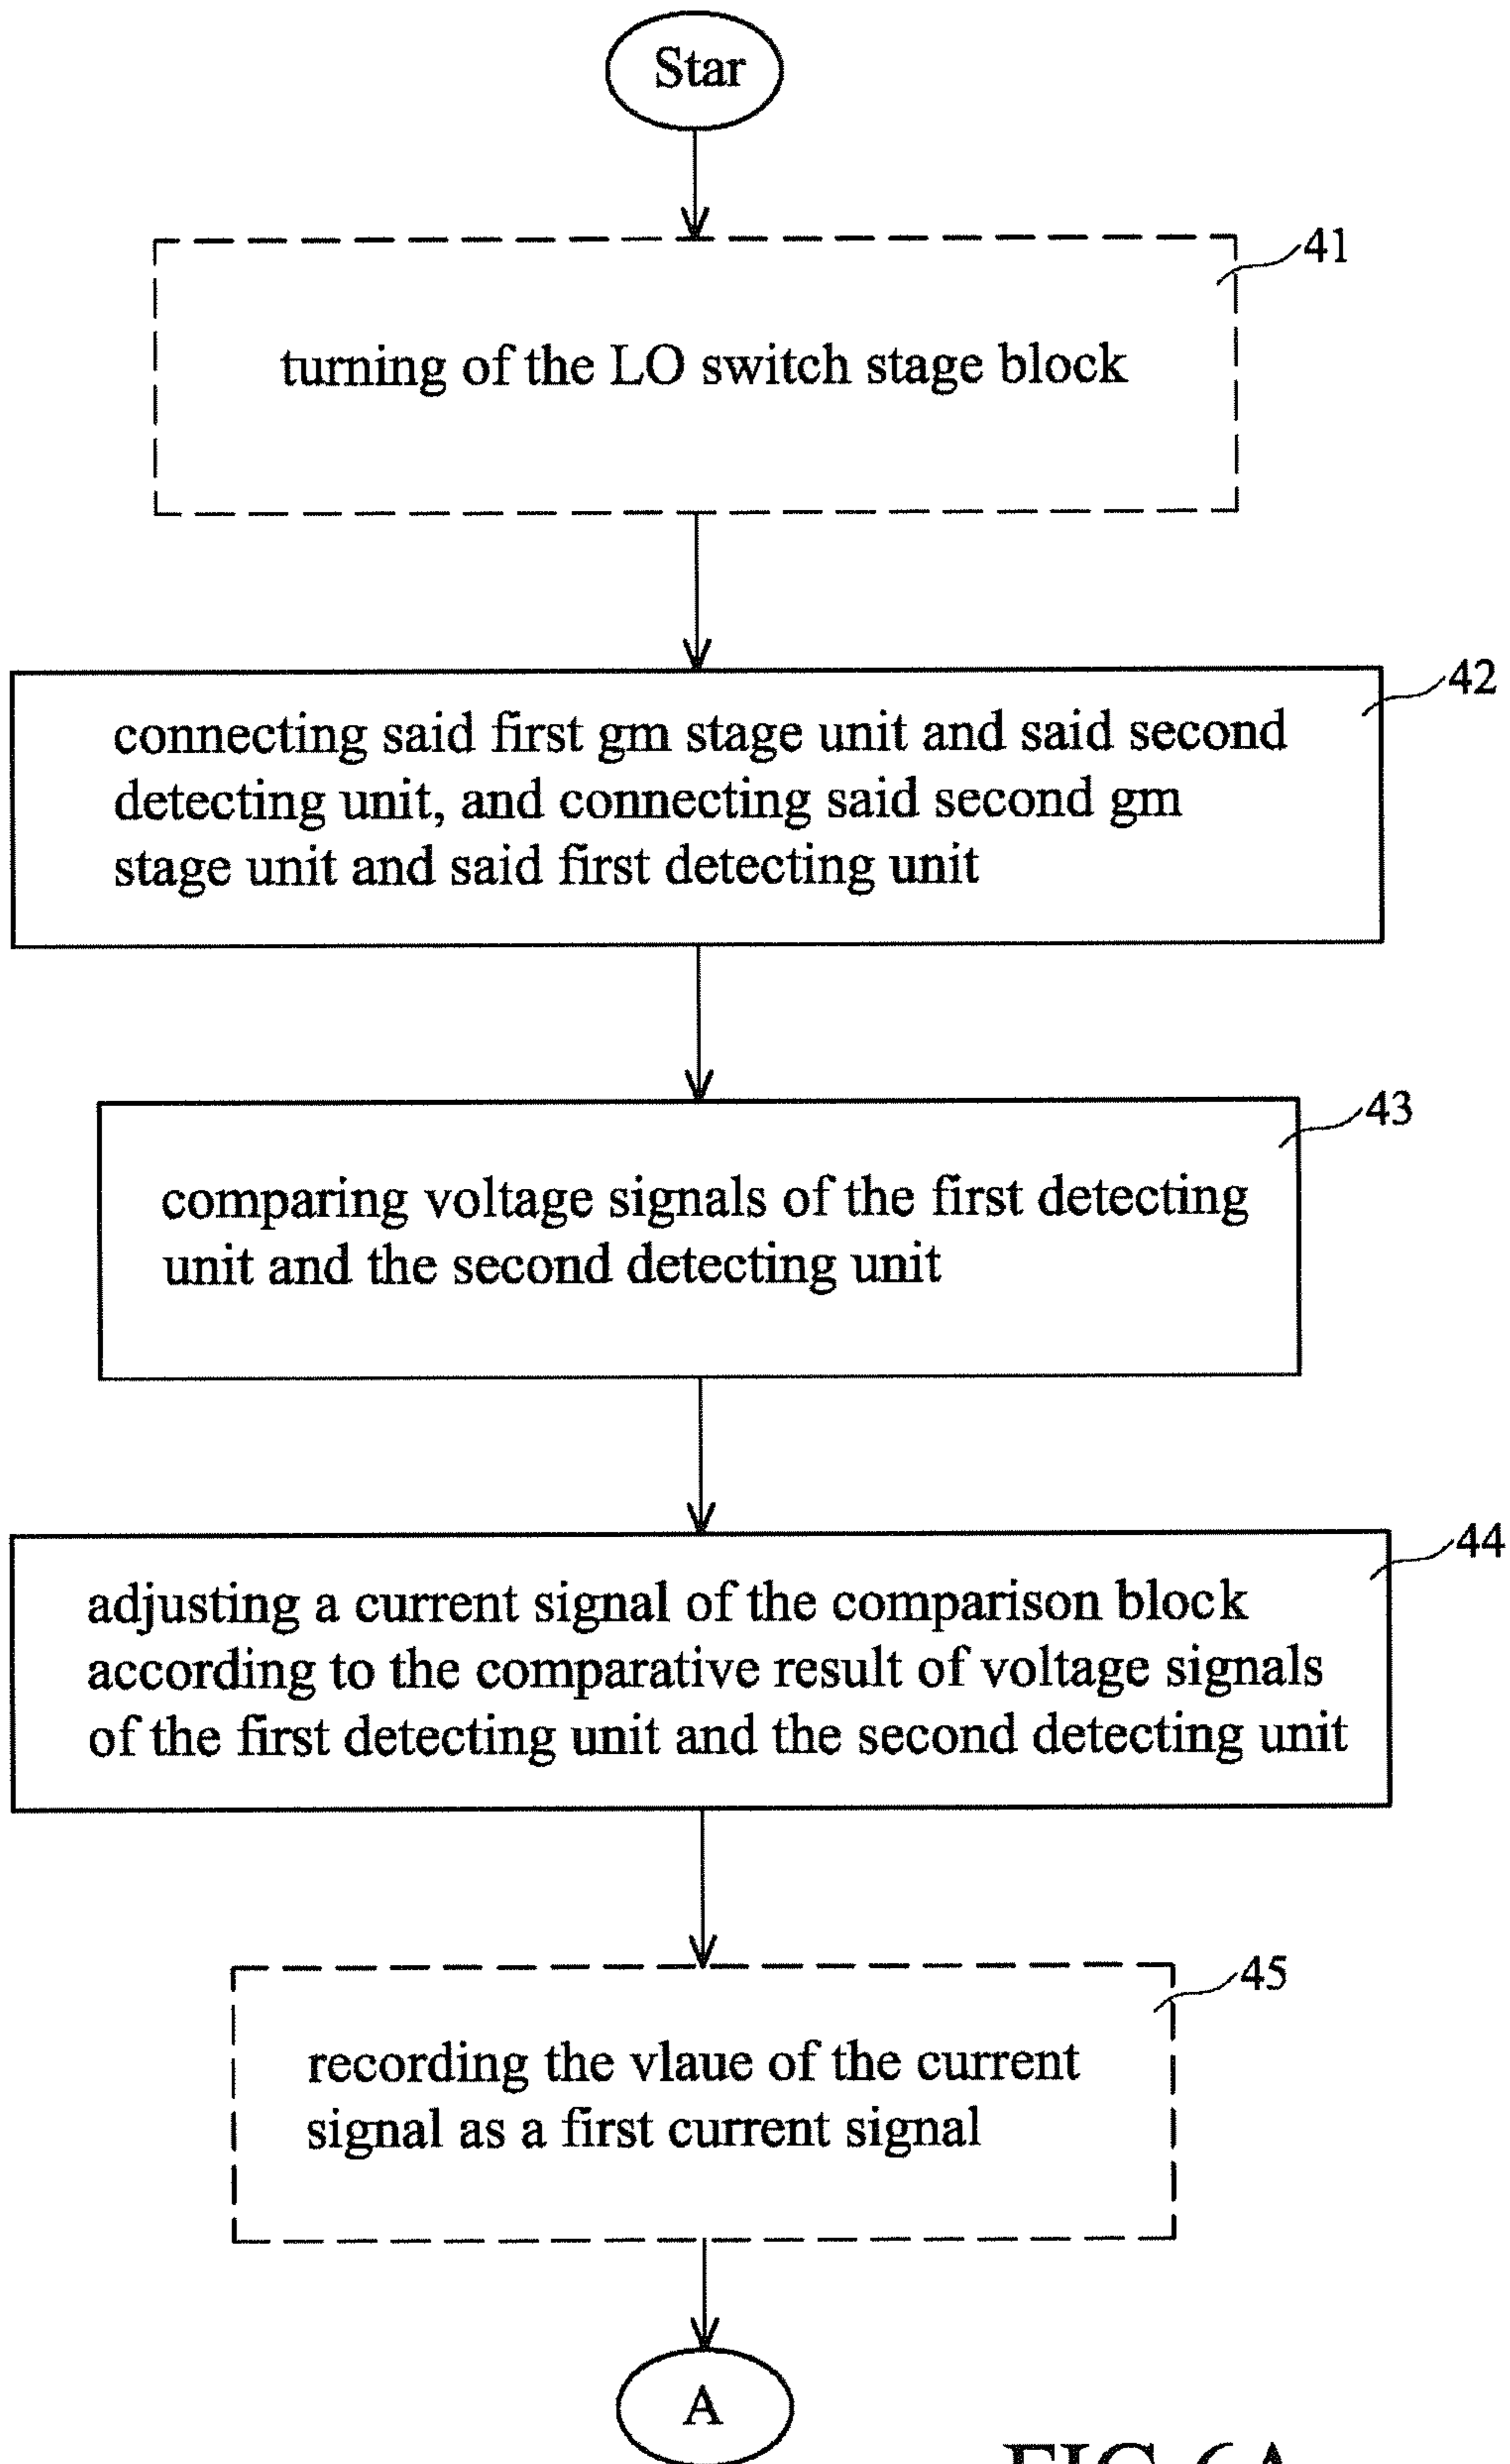 Star
41
turning of the LO switch stage block
42
connecting said first gm stage unit and said second
detecting unit, and connecting said second gm
stage unit and said first detecting unit
43
comparing voltage signals of the first detecting
unit and the second detecting unit
44
adjusting a current signal of the comparison block
according to the comparative result of voltage signals
of the first detecting unit and the second detecting unit
45
recording the vlaue of the current
signal as a first current signal
A
FIG.6A